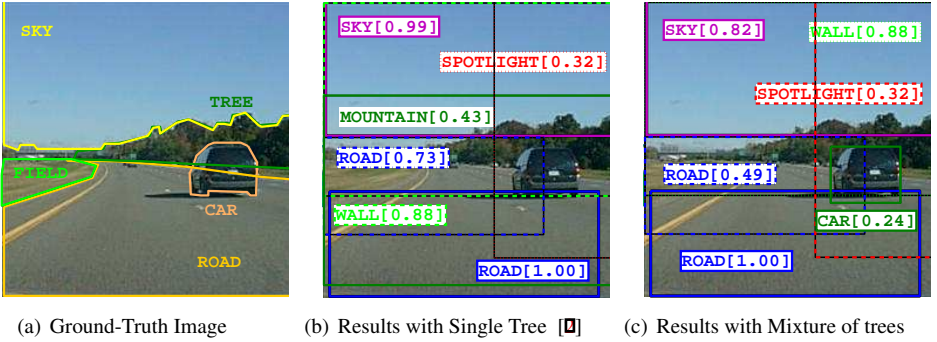 SKY
TREE
FIELD
CAR
ROAD
SKY[0.99]
SPOTLIGHT[0.32]
MOUNTAIN[0.43]
ROAD[0.73]
WALL[0.88]
ROAD[1.00]
SKY[0.82]
WALL[0.88]
SPOTLIGHT[0.32]
ROAD[0.49]
CAR[0.24]
ROAD[1.00]
(a) Ground-Truth Image
(b) Results with Single Tree [2]
(c) Results with Mixture of trees